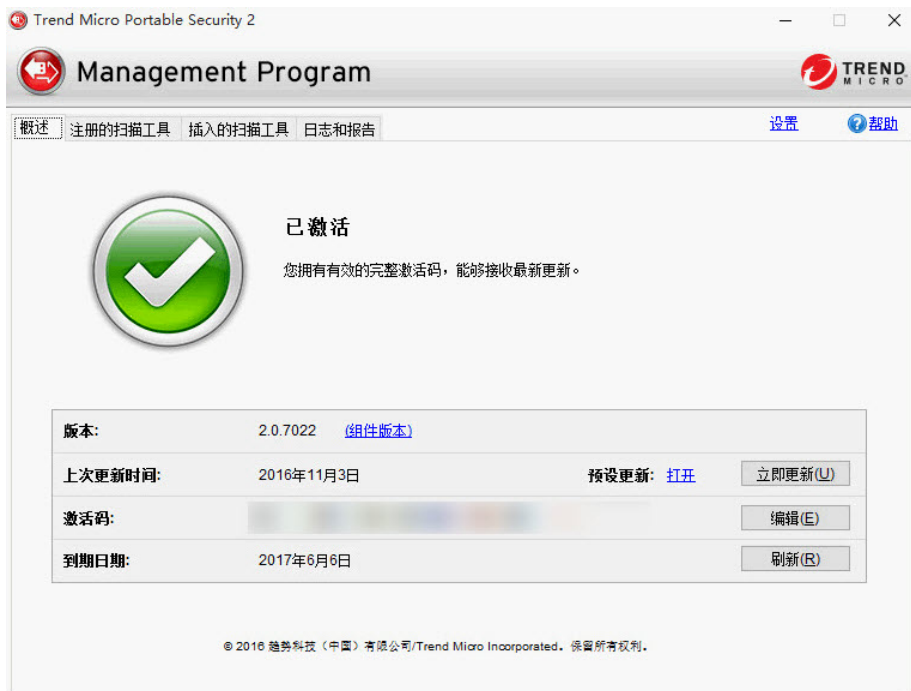 Trend Micro Portable Security 2
Management Program
TREND MICRO
概述 注册的扫描工具 插入的扫描工具 日志和报告 设置 帮助
已激活
您拥有有效的完整激活码，能够接收最新更新。
版本: 2.0.7022 (组件版本)
上次更新时间: 2016年11月3日 预设更新: 打开 立即更新(U)
激活码: 编辑(E)
到期日期: 2017年6月6日 刷新(R)
© 2016 趋势科技（中国）有限公司/Trend Micro Incorporated。保留所有权利。